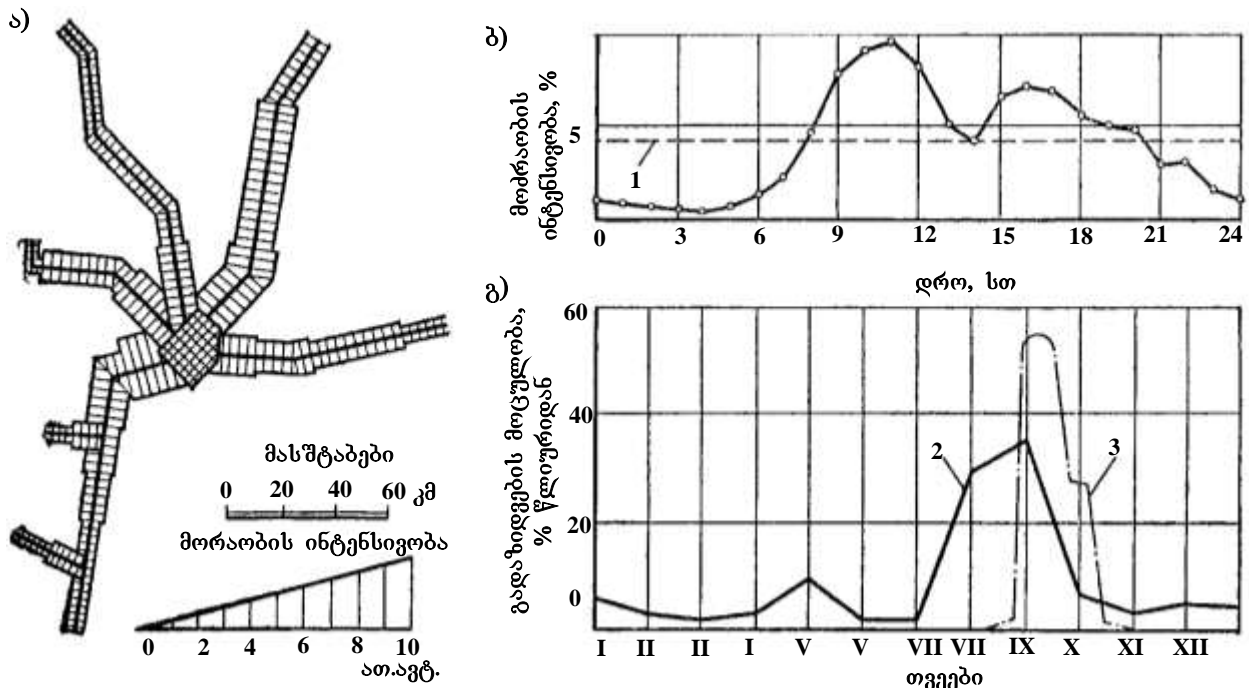 ა)
მასშტაბები
0 20 40 60 კმ
მორაობის ინტენსივობა
0 2 4 6 8 10
ათ.ავტ.
ბ)
მოძრაობის
ინტენსივობა, %
5
1
0 3 6 9 12 15 18 21 24
დრო, სთ
გ)
გადაზიდვების მოცულობა,
% წლიურიდან
60
40
20
0
2
3
I II II I V V VII VII IX X XI XII
თვეები